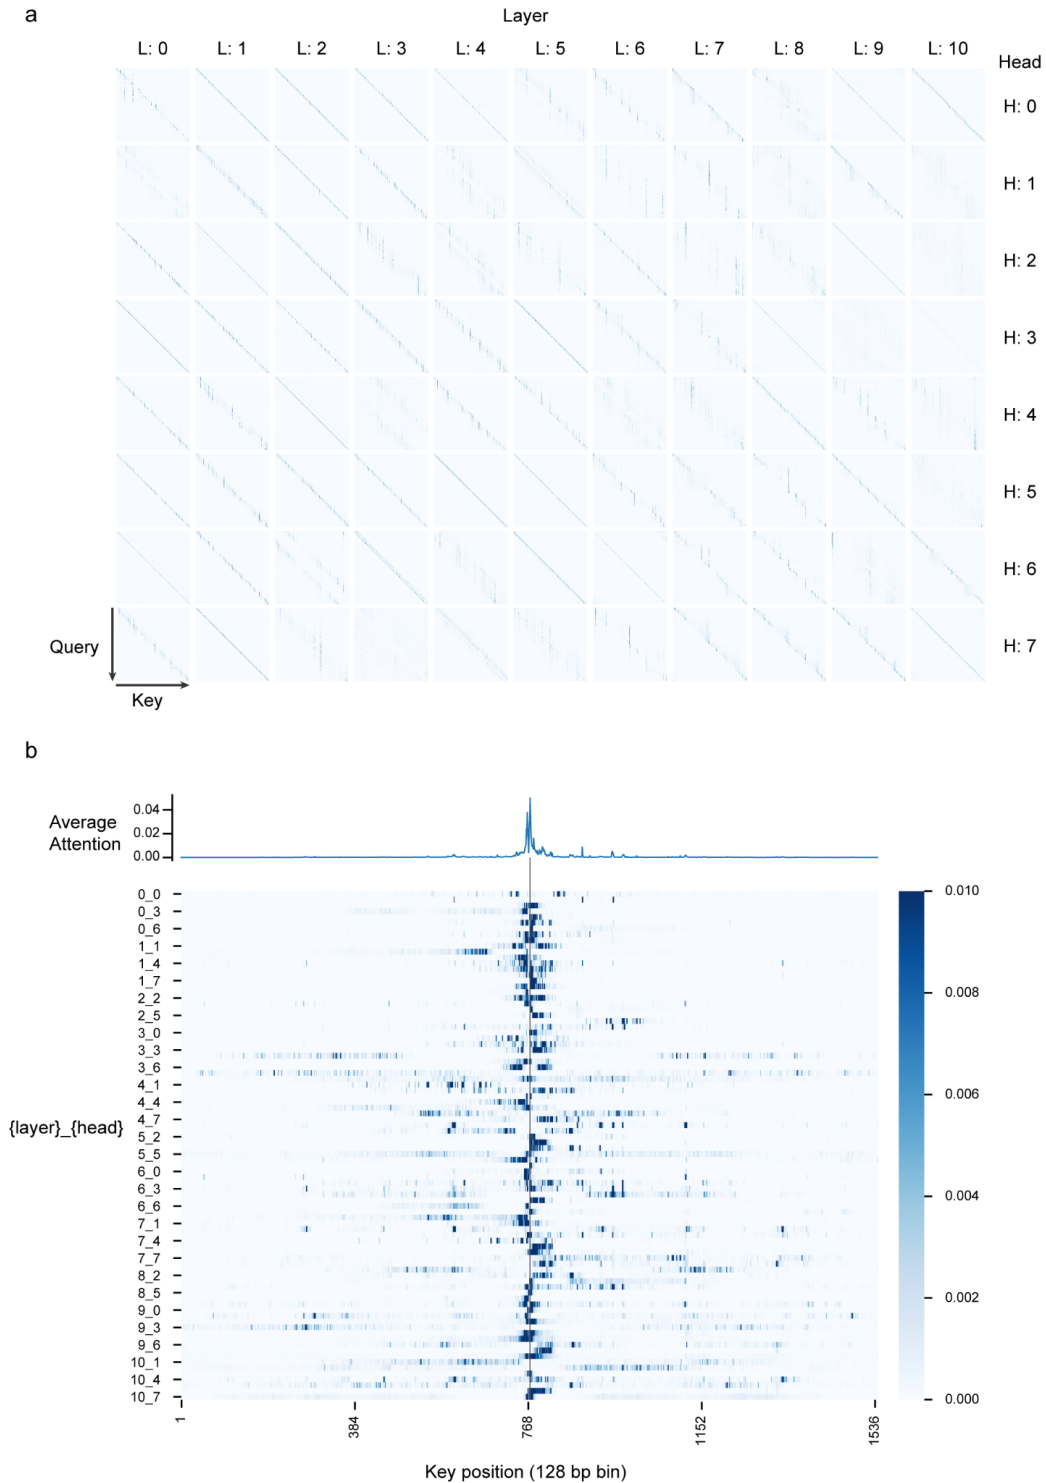 a
Layer
L: 0 L: 1 L: 2 L: 3 L: 4 L: 5 L: 6 L: 7 L: 8 L: 9 L: 10
Head
H: 0
H: 1
H: 2
H: 3
H: 4
H: 5
H: 6
H: 7
Query
Key
b
Average
Attention
0.04
0.02
0.00
{layer}_{head}
0_0
0_3
0_6
1_1
1_4
1_7
2_2
2_5
3_0
3_3
3_6
4_1
4_4
4_7
5_2
5_5
6_0
6_3
6_6
7_1
7_4
7_7
8_2
8_5
9_0
9_3
9_6
10_1
10_4
10_7
0.010
0.008
0.006
0.004
0.002
0.000
1 384 768 1152 1536
Key position (128 bp bin)